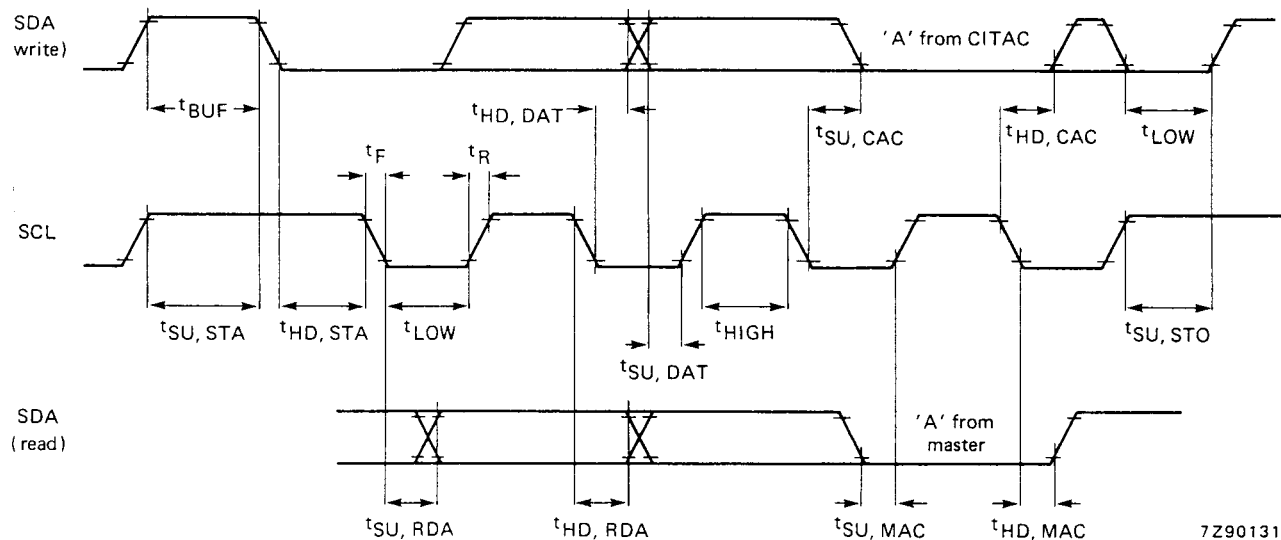 SDA
write)
'A' from CITAC
tBUF
tHD, DAT
tSU, CAC
tHD, CAC
tLOW
tF
tR
SCL
tSU, STA
tHD, STA
tLOW
tHIGH
tSU, STO
tSU, DAT
SDA
(read)
'A' from
master
tSU, RDA
tHD, RDA
tSU, MAC
tHD, MAC
7Z90131